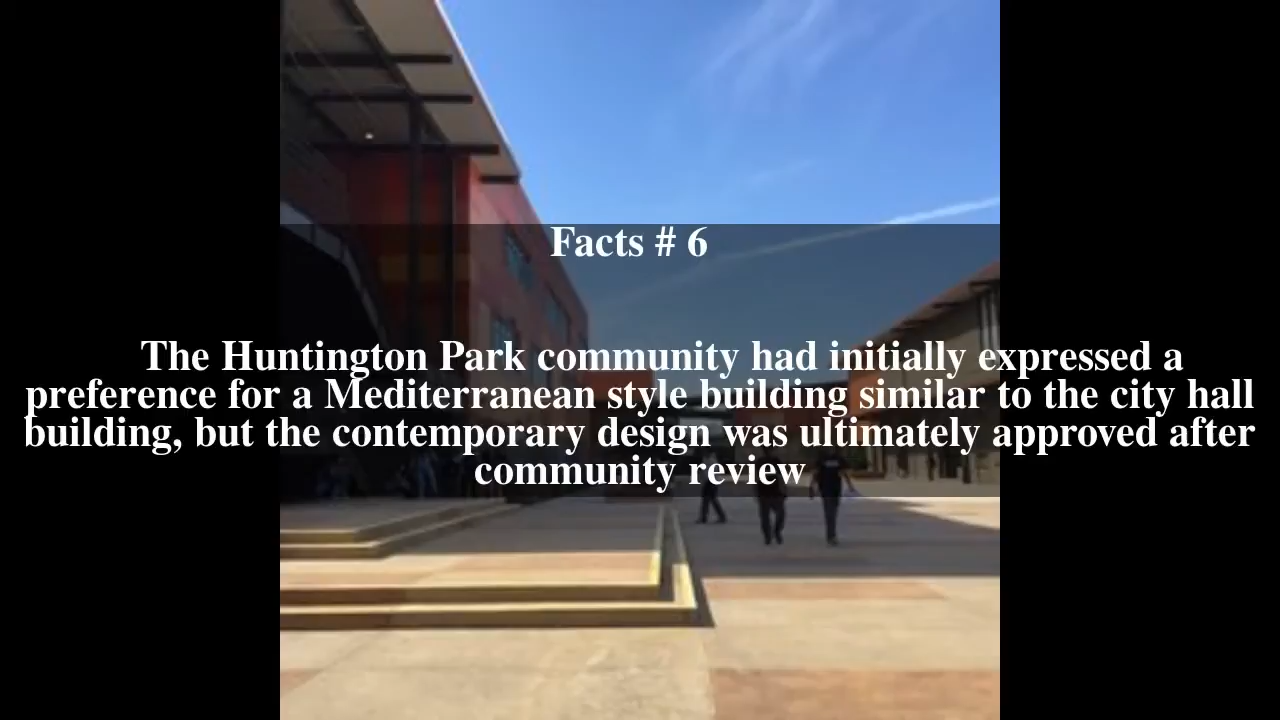 Facts # 6
The Huntington Park community had initially expressed a
preference for a Mediterranean style building similar to the city hall
building, but the contemporary design was ultimately approved after
community review